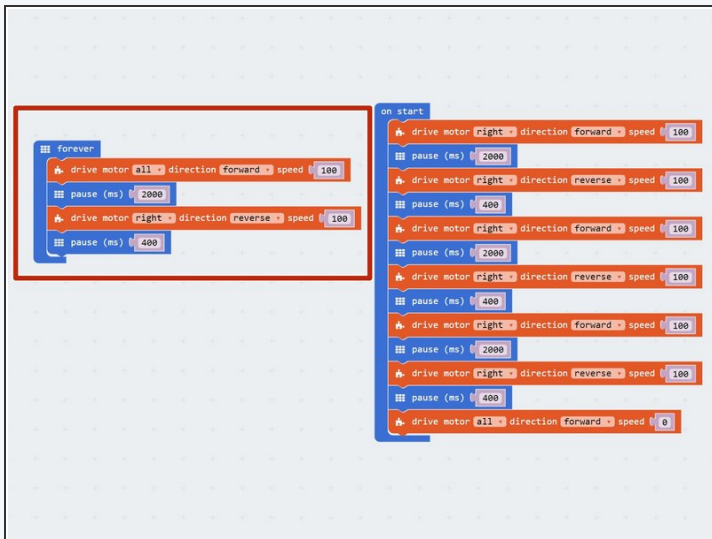 forever
drive motor all direction forward speed 100
pause (ms) 2000
drive motor right direction reverse speed 100
pause (ms) 400
on start
drive motor right direction forward speed 100
pause (ms) 2000
drive motor right direction reverse speed 100
pause (ms) 400
drive motor right direction forward speed 100
pause (ms) 2000
drive motor right direction reverse speed 100
pause (ms) 400
drive motor right direction forward speed 100
pause (ms) 2000
drive motor right direction reverse speed 100
pause (ms) 400
drive motor all direction forward speed 0